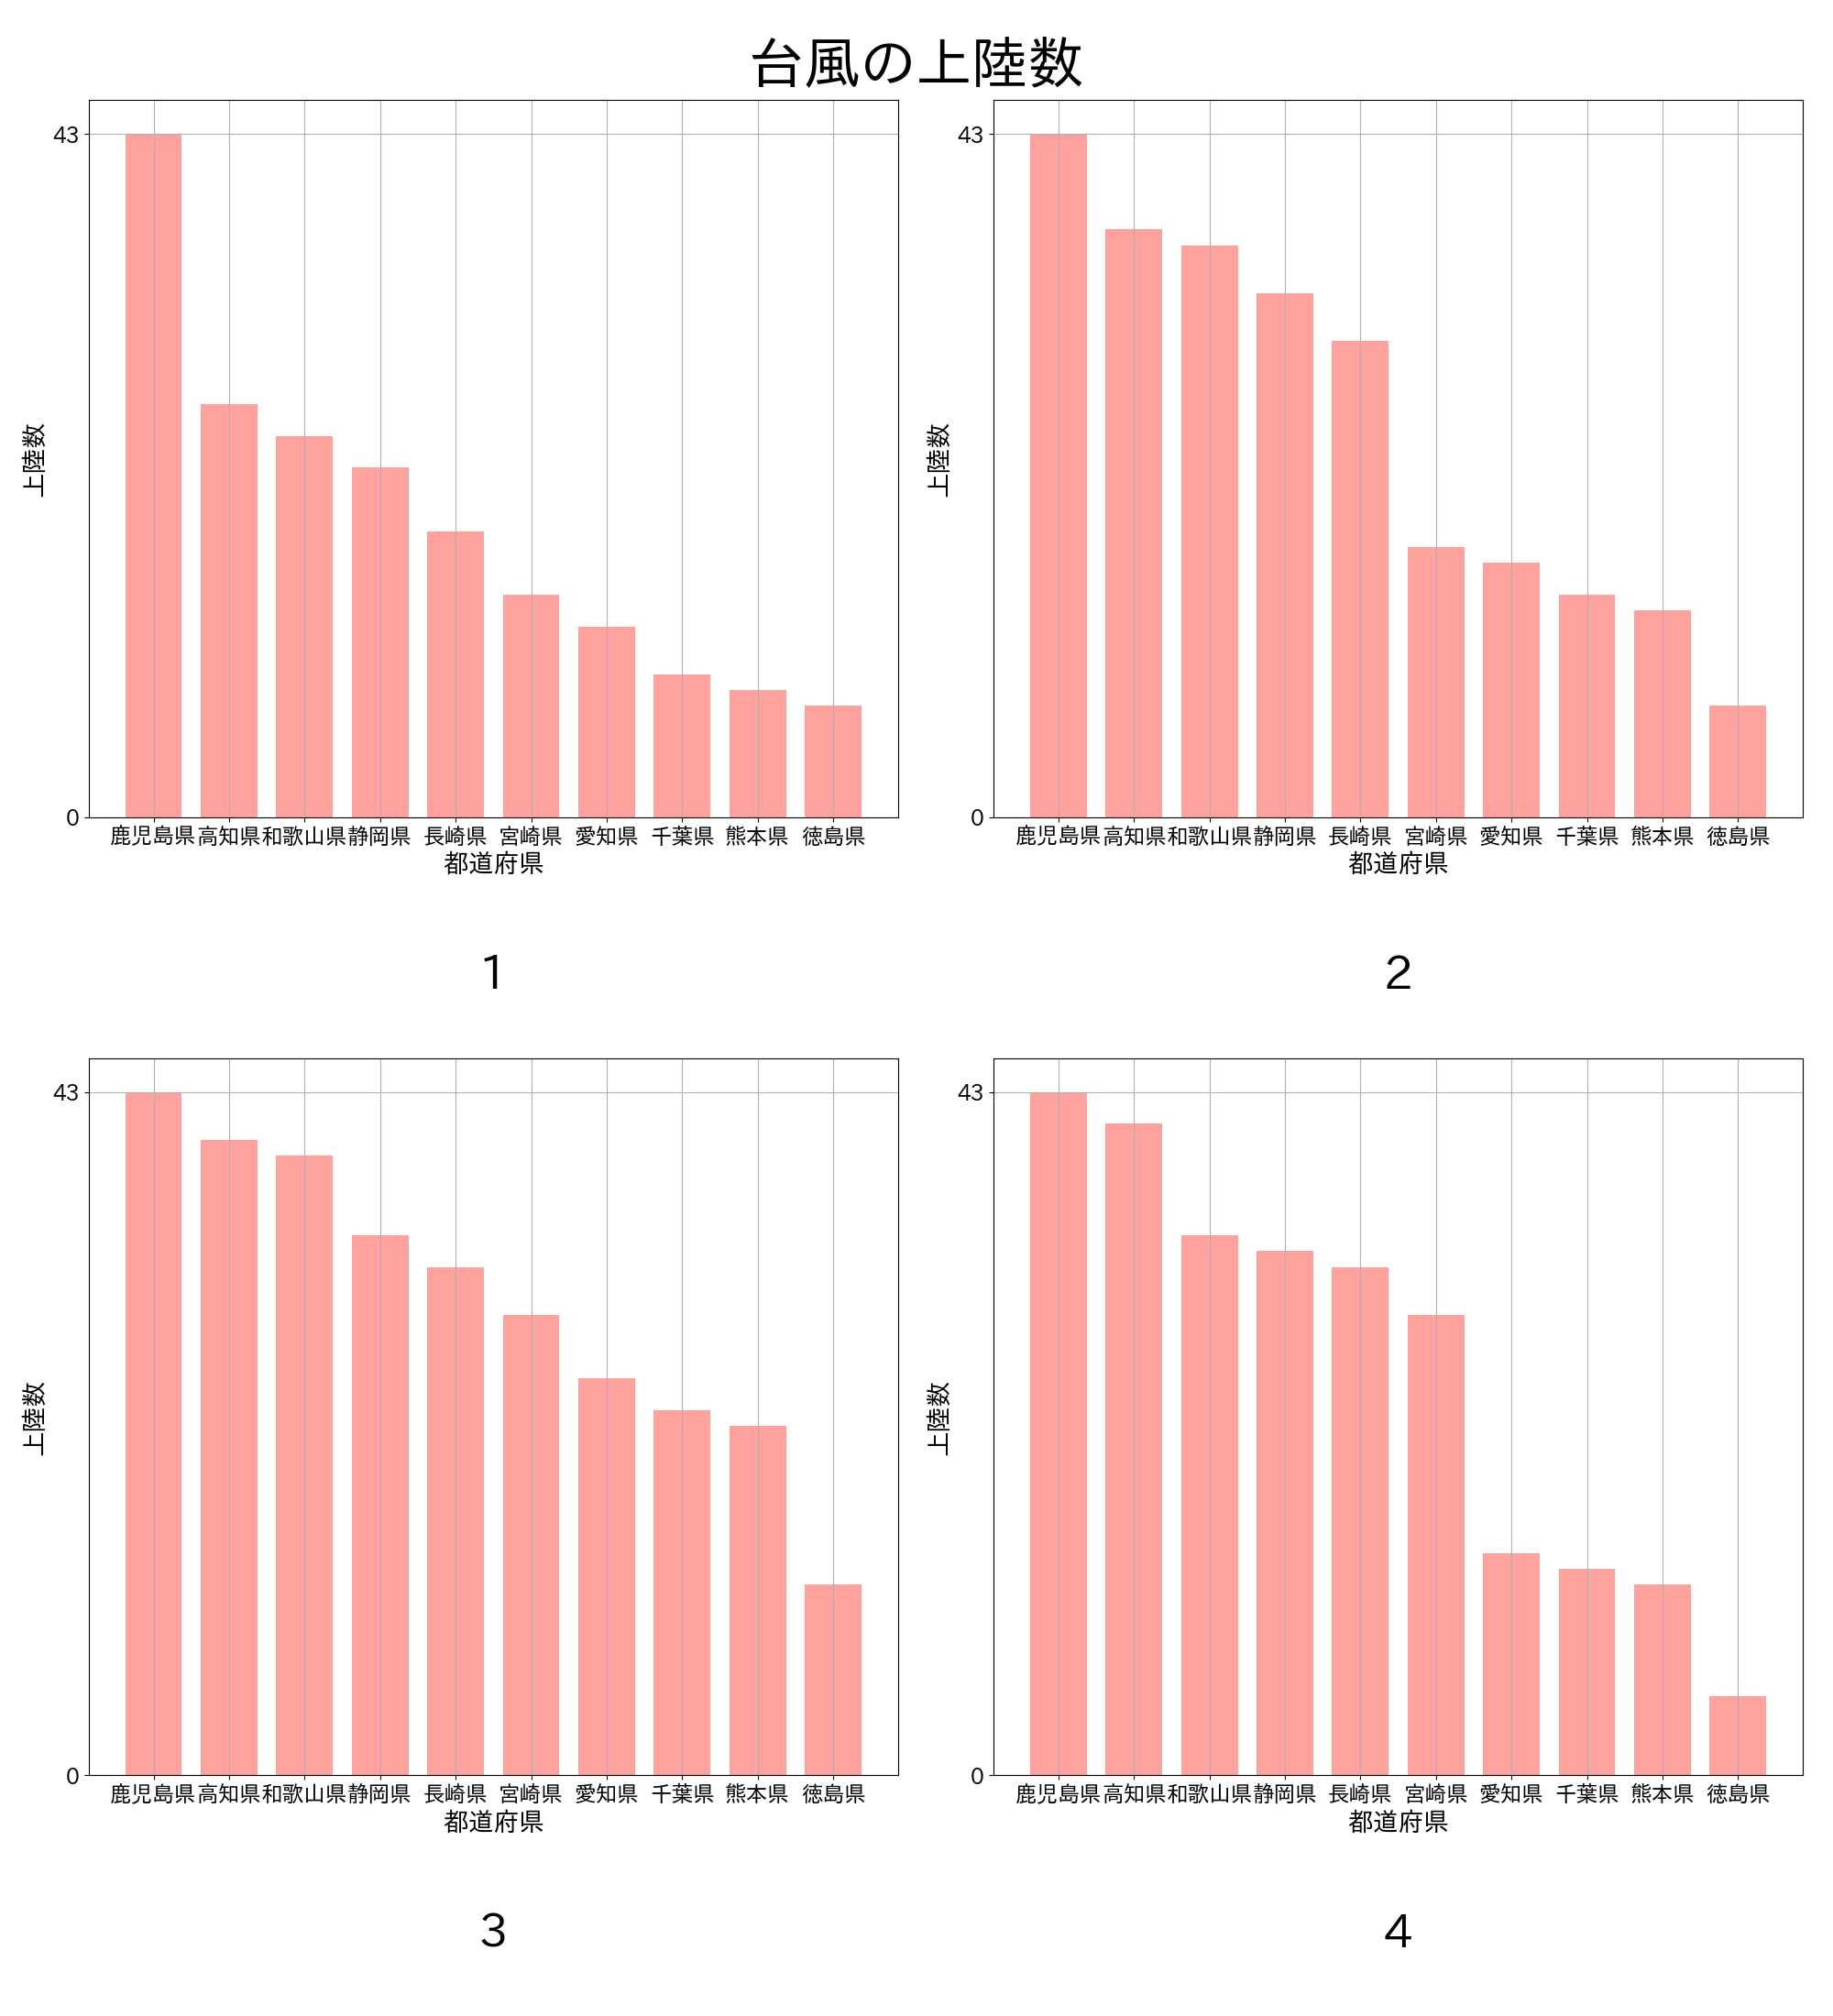 台風の上陸数
43
0
上陸数
鹿児島県 高知県 和歌山県 静岡県 長崎県 宮崎県 愛知県 千葉県 熊本県 徳島県
都道府県
1
43
0
上陸数
鹿児島県 高知県 和歌山県 静岡県 長崎県 宮崎県 愛知県 千葉県 熊本県 徳島県
都道府県
2
43
0
上陸数
鹿児島県 高知県 和歌山県 静岡県 長崎県 宮崎県 愛知県 千葉県 熊本県 徳島県
都道府県
3
43
0
上陸数
鹿児島県 高知県 和歌山県 静岡県 長崎県 宮崎県 愛知県 千葉県 熊本県 徳島県
都道府県
4